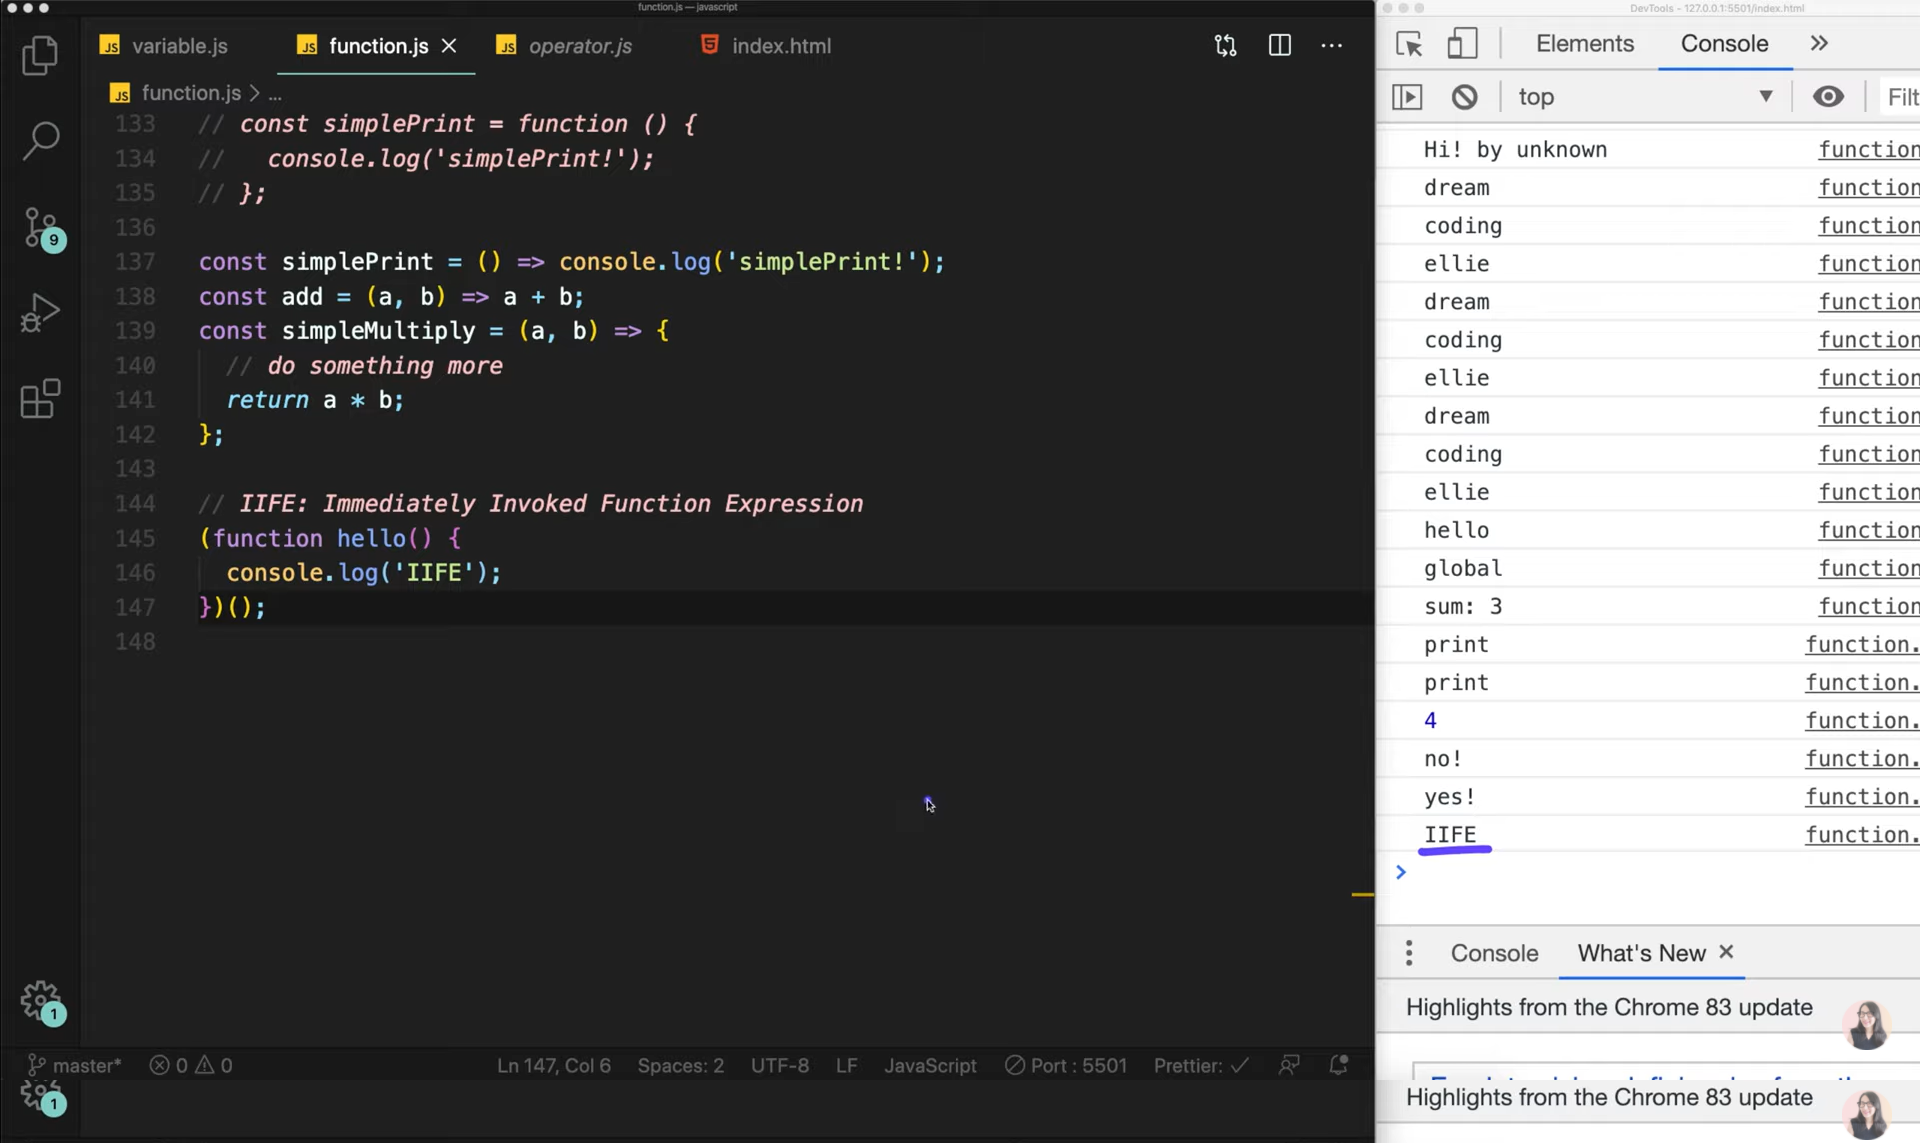 function.js — javascript
variable.js
function.js
operator.js
index.html
function.js > ...
133 // const simplePrint = function () {
134 //   console.log('simplePrint!');
135 // };
136
137 const simplePrint = () => console.log('simplePrint!');
138 const add = (a, b) => a + b;
139 const simpleMultiply = (a, b) => {
140   // do something more
141   return a * b;
142 };
143
144 // IIFE: Immediately Invoked Function Expression
145 (function hello() {
146   console.log('IIFE');
147 })();
148
9
1
master* 0 0 Ln 147, Col 6 Spaces: 2 UTF-8 LF JavaScript Port : 5501 Prettier: ✓
1
DevTools - 127.0.0.1:5501/index.html
Elements Console »
top Filt
Hi! by unknown function
dream function
coding function
ellie function
dream function
coding function
ellie function
dream function
coding function
ellie function
hello function
global function
sum: 3 function
print function.
print function.
4 function.
no! function.
yes! function.
IIFE function.
>
Console What's New
Highlights from the Chrome 83 update
Highlights from the Chrome 83 update